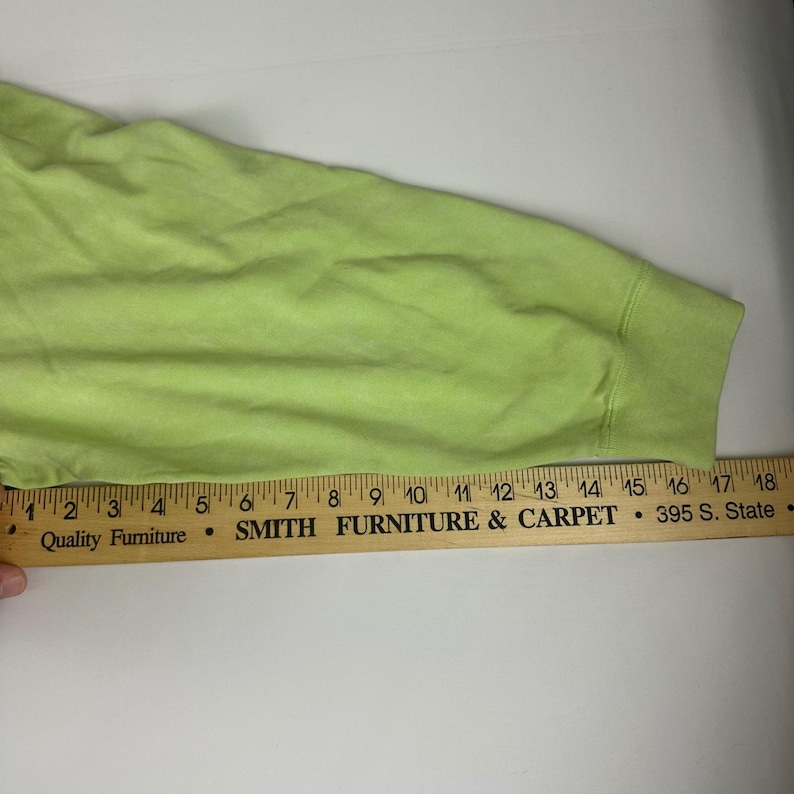 1 2 3 4 5 6 7 8 9 10 11 12 13 14 15 16 17 18
Quality Furniture • SMITH FURNITURE & CARPET • 395 S. State •